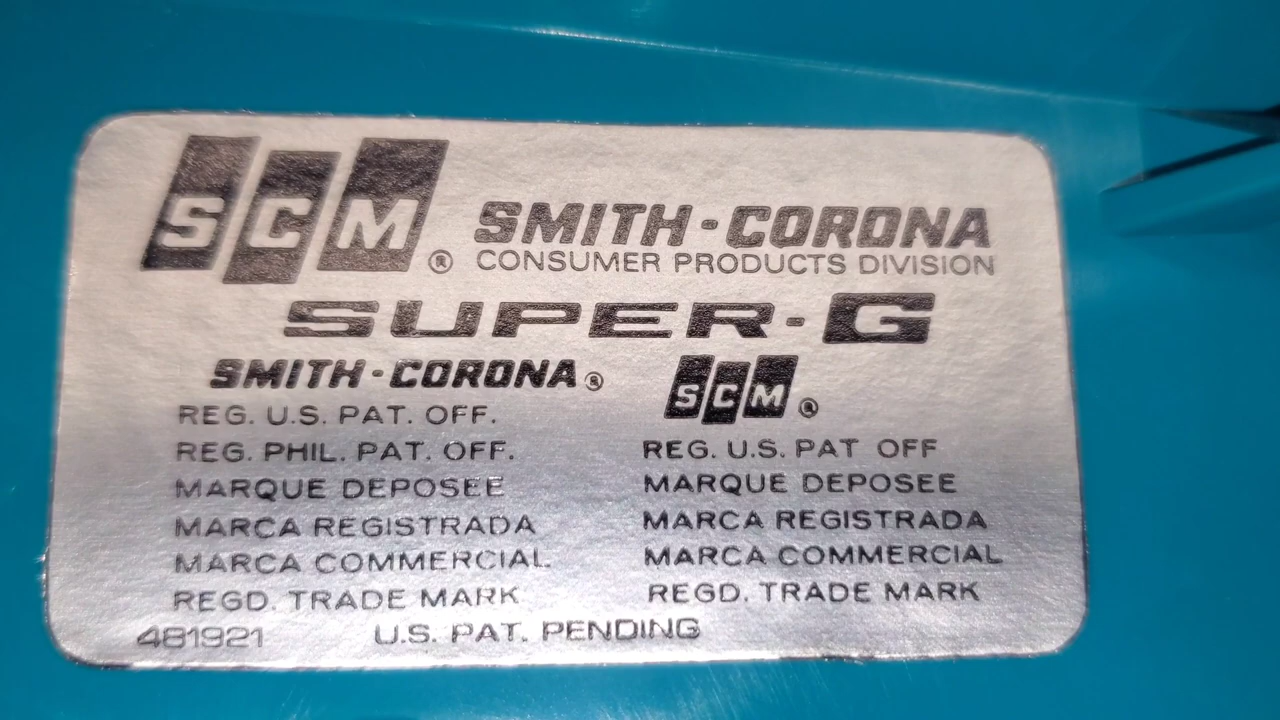 SCM® SMITH-CORONA
CONSUMER PRODUCTS DIVISION
SUPER-G
SMITH-CORONA®
REG. U.S. PAT. OFF.
REG. PHIL. PAT. OFF.
MARQUE DEPOSEE
MARCA REGISTRADA
MARCA COMMERCIAL
REGD. TRADE MARK
SCM®
REG. U.S. PAT OFF
MARQUE DEPOSEE
MARCA REGISTRADA
MARCA COMMERCIAL
REGD. TRADE MARK
481921 U.S. PAT. PENDING